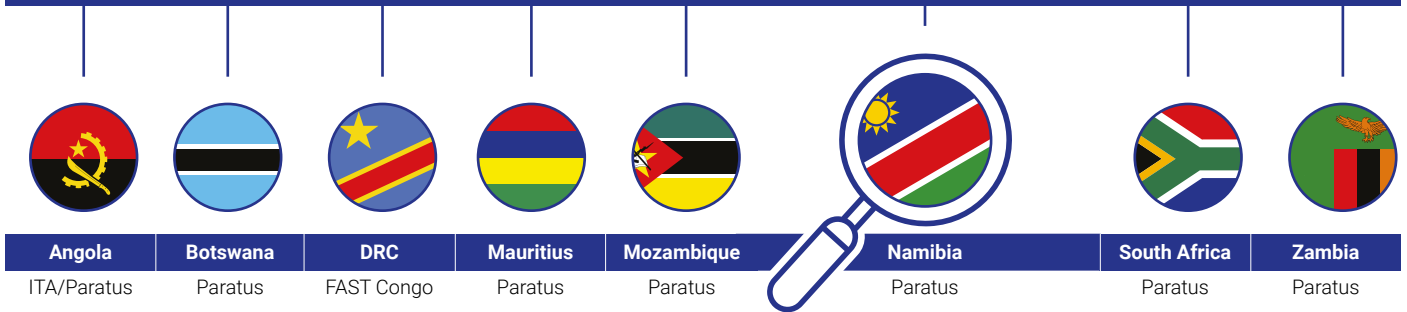 Angola Botswana DRC Mauritius Mozambique Namibia South Africa Zambia
ITA/Paratus Paratus FAST Congo Paratus Paratus Paratus Paratus Paratus